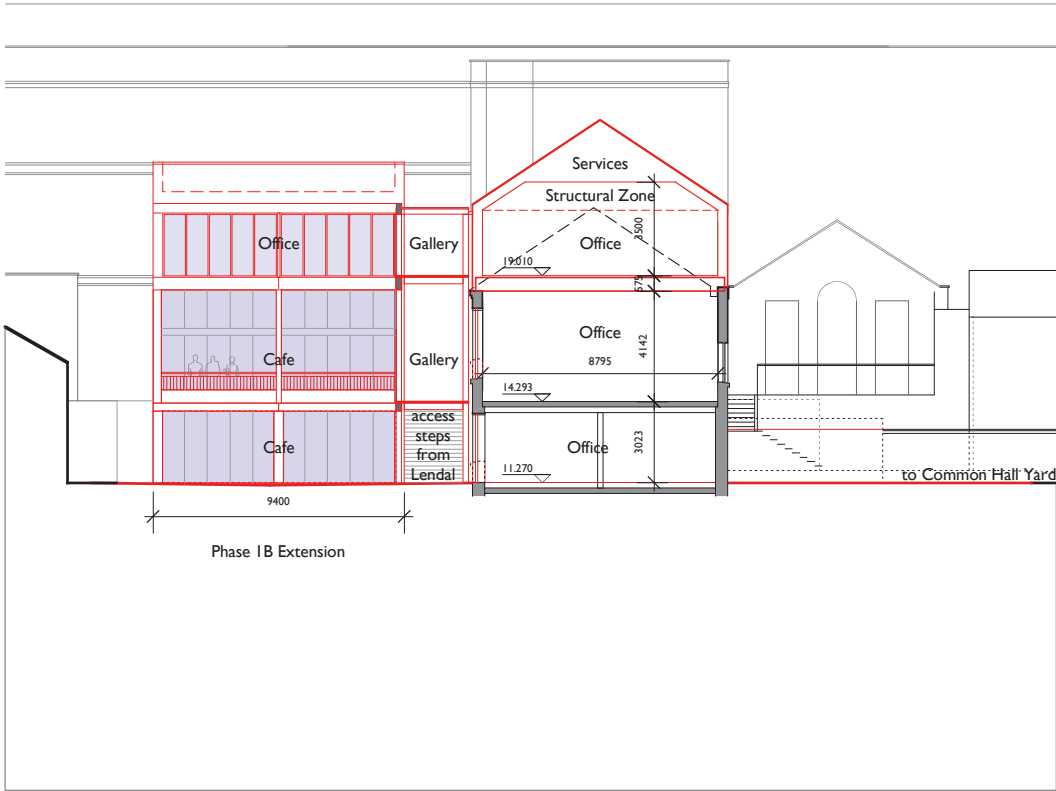 Services
Structural Zone
Office
Gallery
Office
3500
19.010
575
Office
Cafe
Gallery
8795
4142
14.293
access
steps
from
Lendal
Cafe
Office
3023
11.270
to Common Hall Yard
9400
Phase 1B Extension